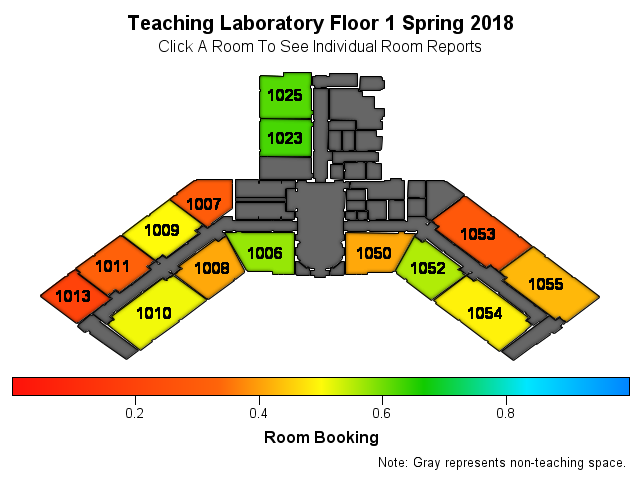 Teaching Laboratory Floor 1 Spring 2018
Click A Room To See Individual Room Reports
1025
1023
1007
1009
1011
1013
1006
1008
1010
1050
1052
1053
1054
1055
0.2 0.4 0.6 0.8
Room Booking
Note: Gray represents non-teaching space.